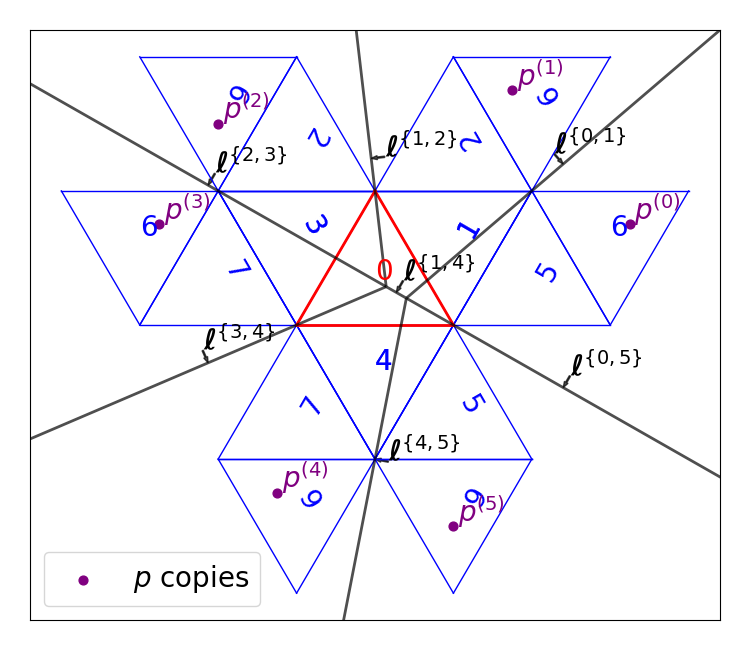 p^(1)
6
p^(2)
6
2
2
ℓ^{1,2}
ℓ^{0,1}
ℓ^{2,3}
p^(3)
p^(0)
6
6
3
1
7
0
ℓ^{1,4}
5
ℓ^{3,4}
4
ℓ^{0,5}
7
5
ℓ^{4,5}
p^(4)
6
6
p^(5)
p copies